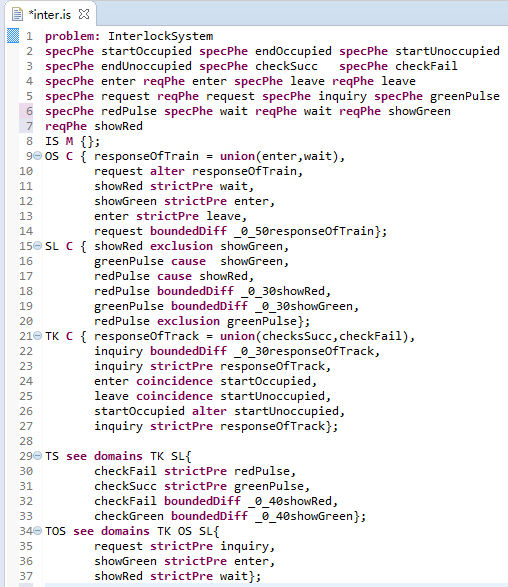 *inter.is
1 problem: InterlockSystem
2 specPhe startOccupied specPhe endOccupied specPhe startUnoccupied
3 specPhe endUnoccupied specPhe checkSucc specPhe checkFail
4 specPhe enter reqPhe enter specPhe leave reqPhe leave
5 specPhe request reqPhe request specPhe inquiry specPhe greenPulse
6 specPhe redPulse specPhe wait reqPhe wait reqPhe showGreen
7 reqPhe showRed
8 IS M {};
9 OS C { responseOfTrain = union(enter,wait),
10 request alter responseOfTrain,
11 showRed strictPre wait,
12 showGreen strictPre enter,
13 enter strictPre leave,
14 request boundedDiff _0_50responseOfTrain};
15 SL C { showRed exclusion showGreen,
16 greenPulse cause showGreen,
17 redPulse cause showRed,
18 redPulse boundedDiff _0_30showRed,
19 greenPulse boundedDiff _0_30showGreen,
20 redPulse exclusion greenPulse};
21 TK C { responseOfTrack = union(checksSucc,checkFail),
22 inquiry boundedDiff _0_30responseOfTrack,
23 inquiry strictPre responseOfTrack,
24 enter coincidence startOccupied,
25 leave coincidence startUnoccupied,
26 startOccupied alter startUnoccupied,
27 inquiry strictPre responseOfTrack};
28
29 TS see domains TK SL{
30 checkFail strictPre redPulse,
31 checkSucc strictPre greenPulse,
32 checkFail boundedDiff _0_40showRed,
33 checkGreen boundedDiff _0_40showGreen};
34 TOS see domains TK OS SL{
35 request strictPre inquiry,
36 showGreen strictPre enter,
37 showRed strictPre wait};